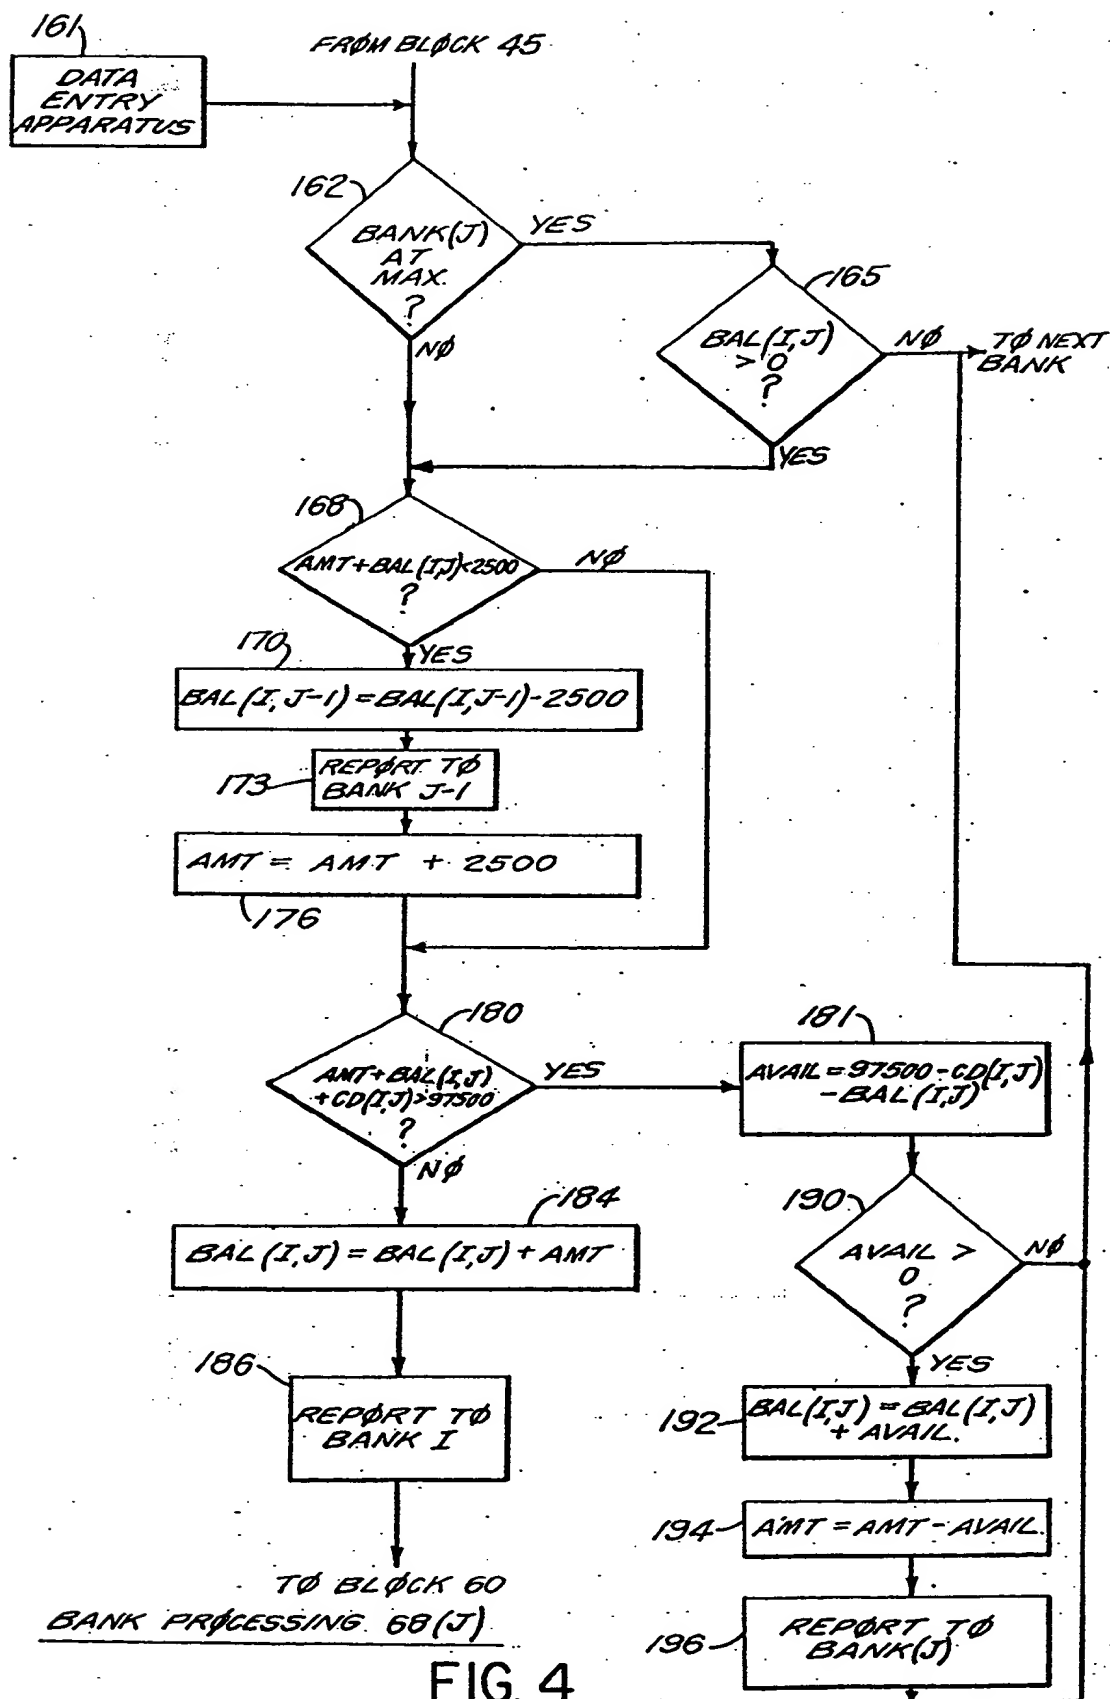 161
FRØM BLØCK 45
DATA
ENTRY
APPARATUS
162
BANK(J)
AT
MAX.
?
YES
NØ
165
BAL(I,J)
> 0
?
NØ
TØ NEXT
BANK
YES
168
AMT+BAL(I,J)<2500
?
NØ
YES
170
BAL(I,J-1)=BAL(I,J-1)-2500
173
REPØRT TØ
BANK J-1
AMT = AMT + 2500
176
180
AMT+BAL(I,J)
+CD(I,J)>97500
?
YES
NØ
181
AVAIL=97500-CD(I,J)
-BAL(I,J)
184
BAL(I,J)=BAL(I,J)+AMT
190
AVAIL >
0
?
NØ
YES
186
REPØRT TØ
BANK I
192
BAL(I,J)=BAL(I,J)
+ AVAIL.
194
AMT=AMT-AVAIL.
196
REPØRT TØ
BANK(J)
TØ BLØCK 60
BANK PRØCESSING 68(J)
FIG. 4